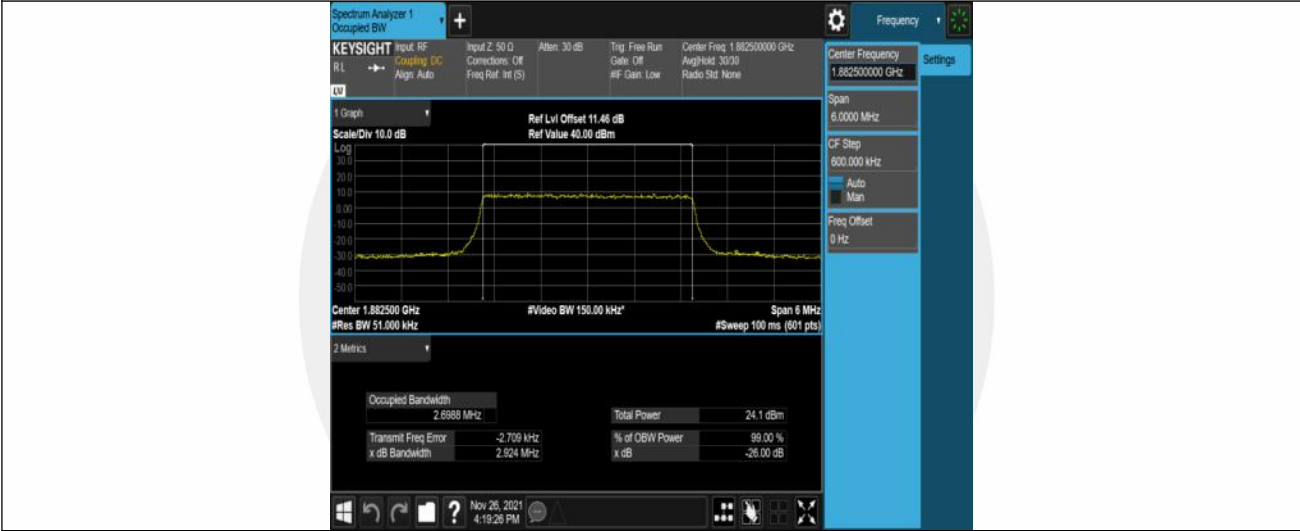 Spectrum Analyzer 1
Occupied BW
+
Frequency
KEYSIGHT
RL
LV
Input: RF
Coupling: DC
Align: Auto
Input Z: 50 Ω
Corrections: Off
Freq Ref: Int (S)
Atten: 30 dB
Trig: Free Run
Gate: Off
#IF Gain: Low
Center Freq: 1.882500000 GHz
Avg|Hold: 30/30
Radio Std: None
1 Graph
Scale/Div 10.0 dB
Ref Lvl Offset 11.46 dB
Ref Value 40.00 dBm
Log
30.0
20.0
10.0
0.00
-10.0
-20.0
-30.0
-40.0
-50.0
Center 1.882500 GHz
#Res BW 51.000 kHz
#Video BW 150.00 kHz*
Span 6 MHz
#Sweep 100 ms (601 pts)
2 Metrics
Occupied Bandwidth
2.6988 MHz
Transmit Freq Error -2.709 kHz
x dB Bandwidth 2.924 MHz
Total Power 24.1 dBm
% of OBW Power 99.00 %
x dB -26.00 dB
Center Frequency
1.882500000 GHz
Settings
Span
6.0000 MHz
CF Step
600.000 kHz
Auto
Man
Freq Offset
0 Hz
?
Nov 26, 2021
4:19:26 PM